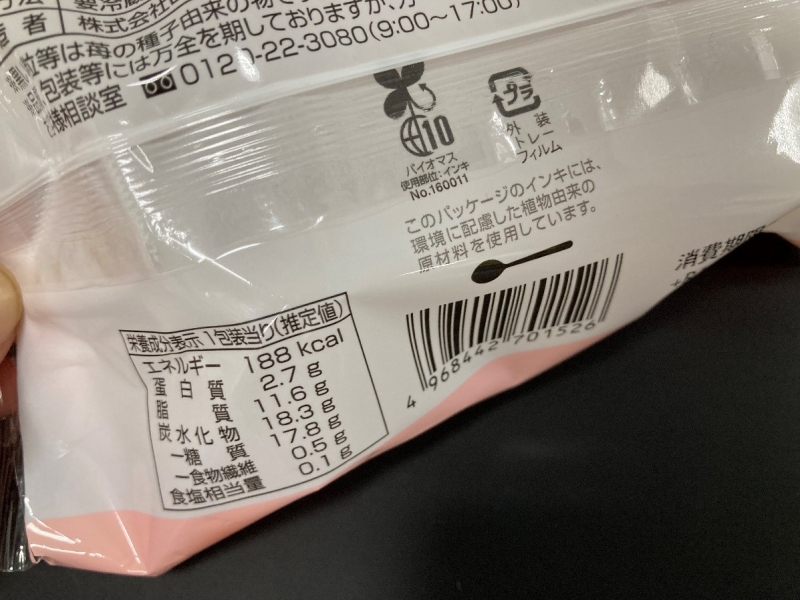 者 株式会社
粒等は苺の種子由来の物で
包装等には万全を期しておりますが、
様相談室 0120-22-3080(9:00~17:00)
10
バイオマス
使用部位:インキ
No.160011
プラ
外装
トレー
フィルム
このパッケージのインキには、
環境に配慮した植物由来の
原材料を使用しています。
消費期限
4 968442 701526
栄養成分表示 1包装当り(推定値)
エネルギー 188 kcal
蛋白質 2.7 g
脂質 11.6 g
炭水化物 18.3 g
ー糖質 17.8 g
ー食物繊維 0.5 g
食塩相当量 0.1 g